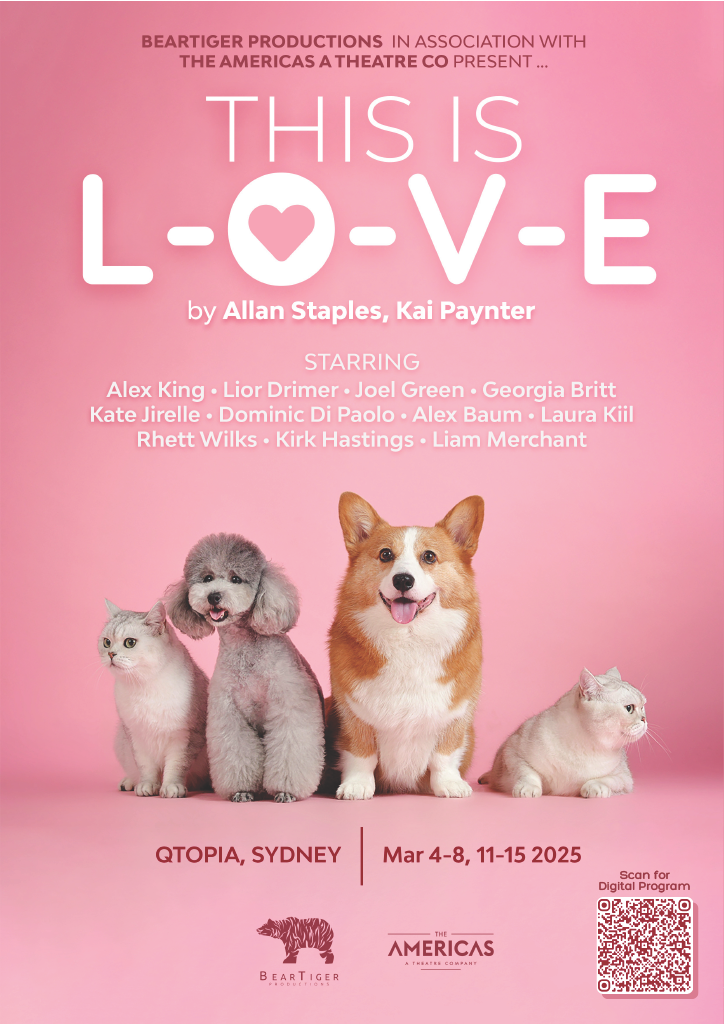 BEARTIGER PRODUCTIONS IN ASSOCIATION WITH
THE AMERICAS A THEATRE CO PRESENT ...
THIS IS
L-O-V-E
by Allan Staples, Kai Paynter
STARRING
Alex King • Lior Drimer • Joel Green • Georgia Britt
Kate Jirelle • Dominic Di Paolo • Alex Baum • Laura Kiil
Rhett Wilks • Kirk Hastings • Liam Merchant
QTOPIA, SYDNEY
Mar 4-8, 11-15 2025
Scan for
Digital Program
BEARTIGER
PRODUCTIONS
THE
AMERICAS
A THEATRE COMPANY